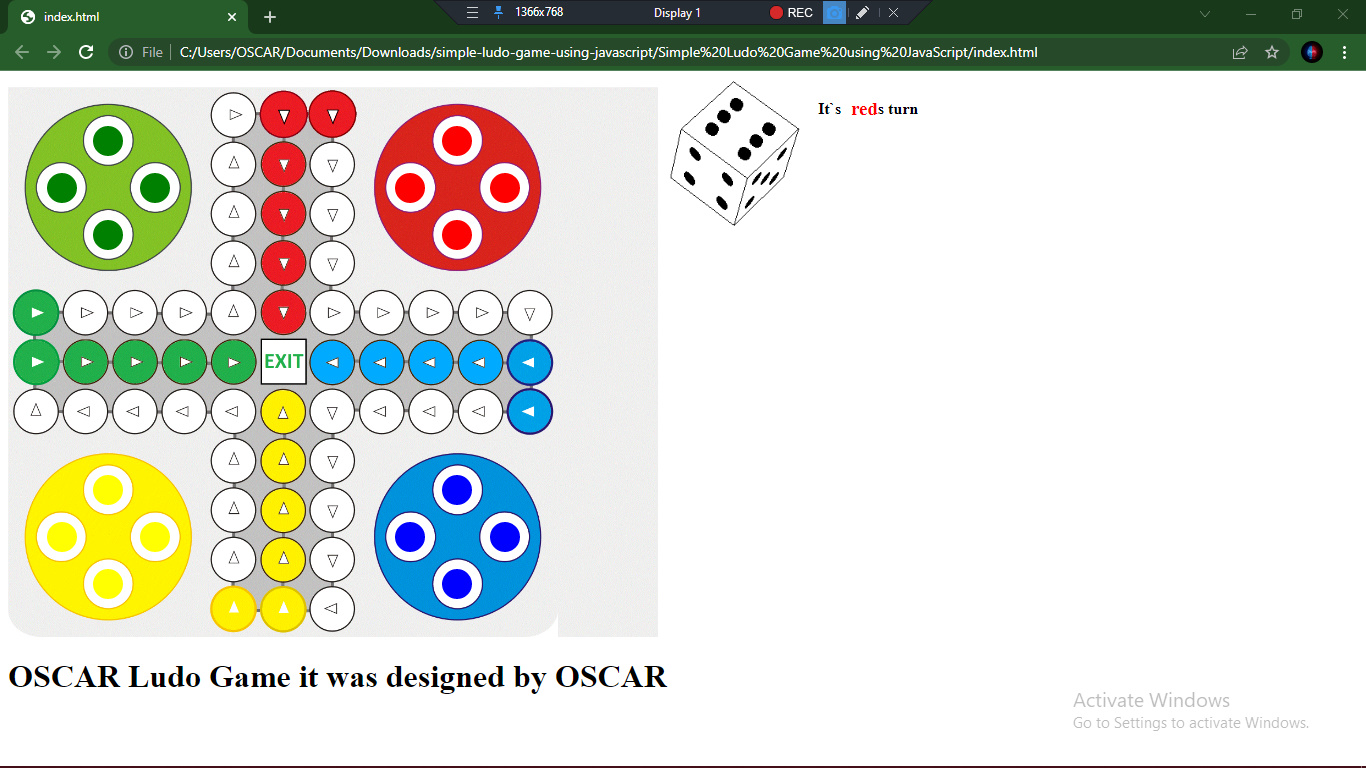 index.html
1366x768
Display 1
REC
File
C:/Users/OSCAR/Documents/Downloads/simple-ludo-game-using-javascript/Simple%20Ludo%20Game%20using%20JavaScript/index.html
It`s reds turn
EXIT
OSCAR Ludo Game it was designed by OSCAR
Activate Windows
Go to Settings to activate Windows.